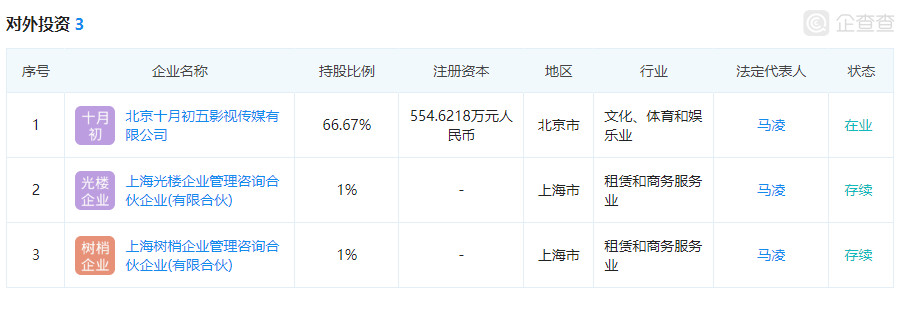 对外投资 3
企查查
序号 企业名称 持股比例 注册资本 地区 行业 法定代表人 状态
1 十月初 北京十月初五影视传媒有限公司 66.67% 554.6218万元人民币 北京市 文化、体育和娱乐业 马凌 在业
2 光楼企业 上海光楼企业管理咨询合伙企业(有限合伙) 1% - 上海市 租赁和商务服务业 马凌 存续
3 树梢企业 上海树梢企业管理咨询合伙企业(有限合伙) 1% - 上海市 租赁和商务服务业 马凌 存续